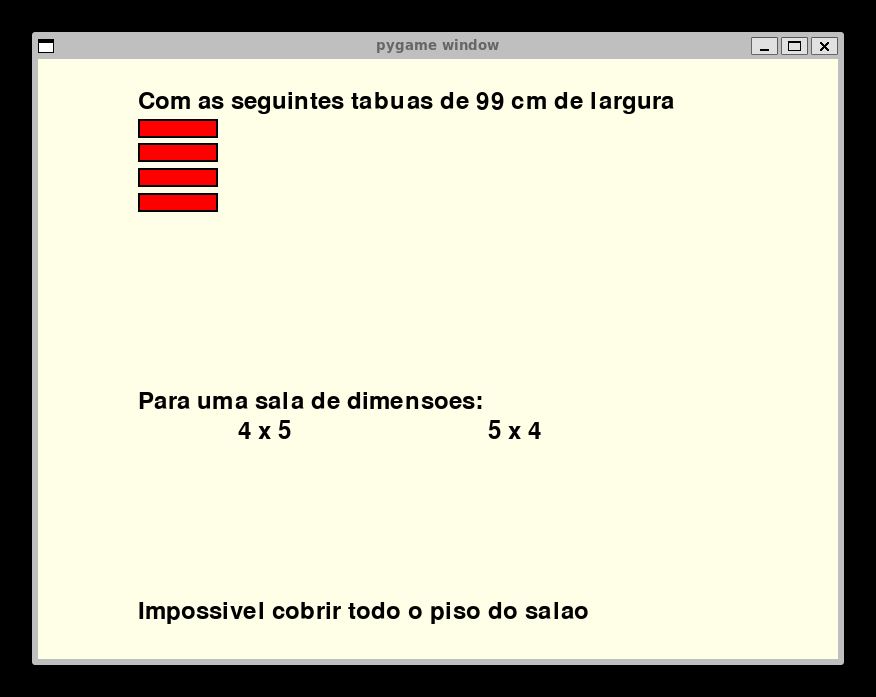 pygame window
Com as seguintes tabuas de 99 cm de largura
Para uma sala de dimensoes:
4 x 5 5 x 4
Impossivel cobrir todo o piso do salao